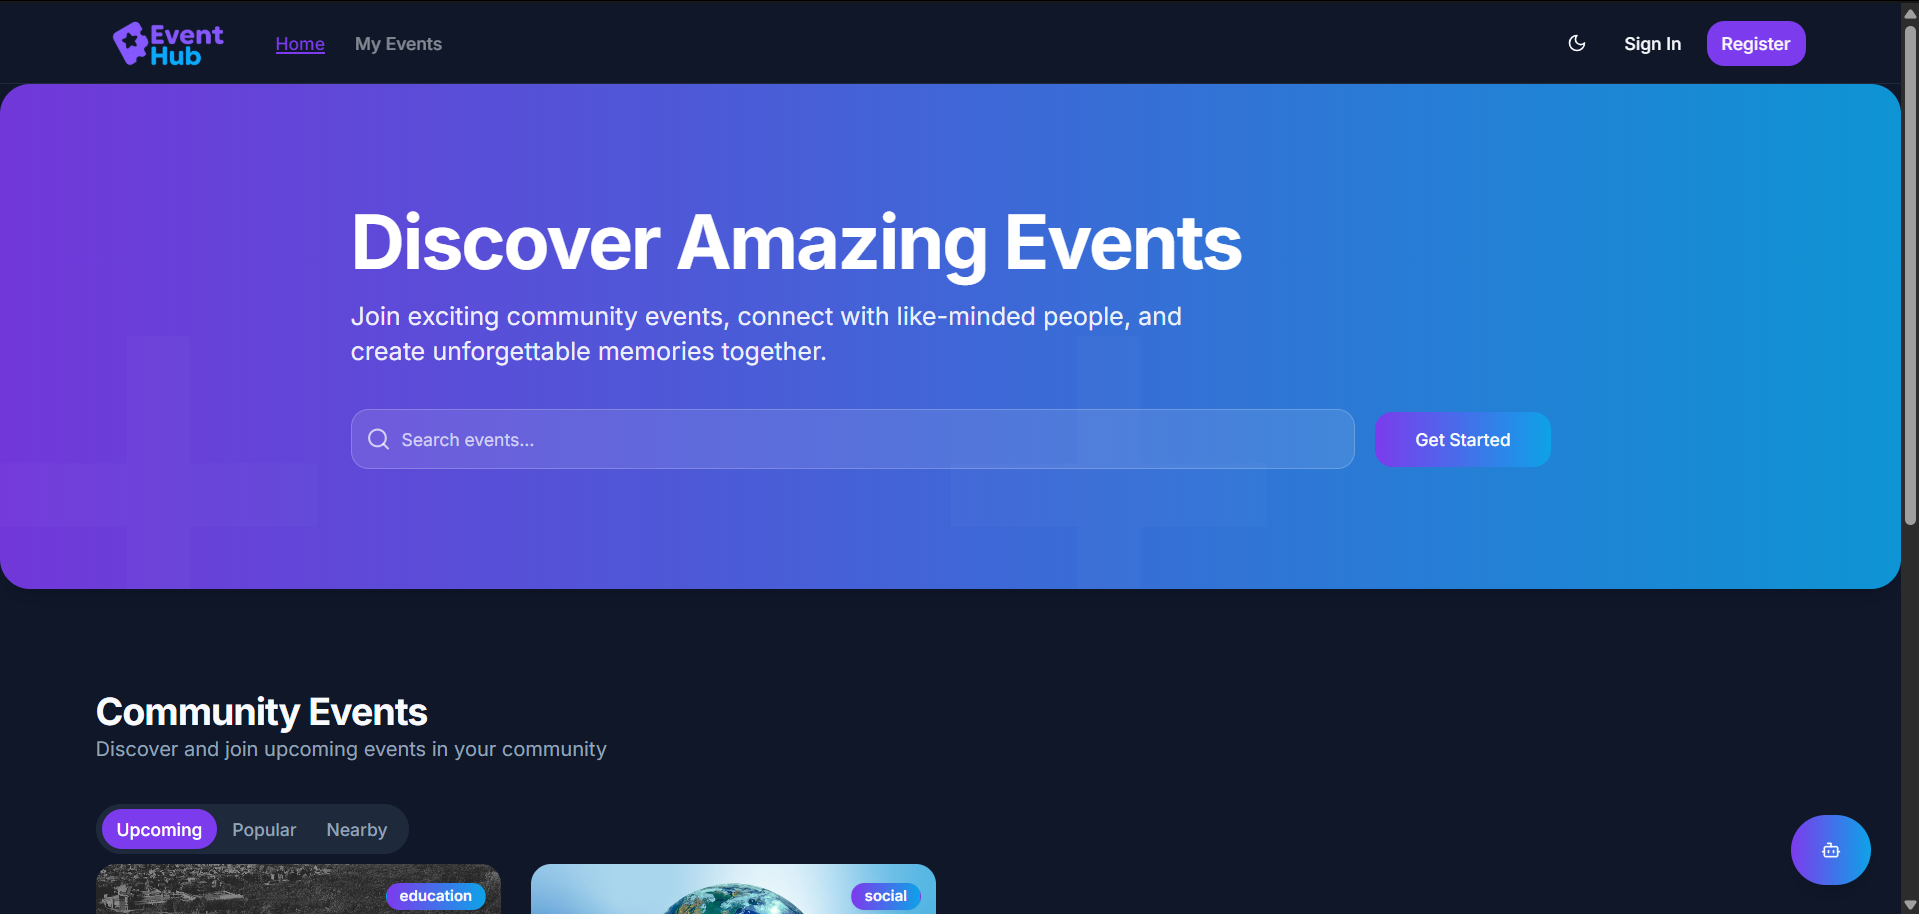 Event
Hub
Home
My Events
Sign In
Register
Discover Amazing Events
Join exciting community events, connect with like-minded people, and
create unforgettable memories together.
Search events...
Get Started
Community Events
Discover and join upcoming events in your community
Upcoming
Popular
Nearby
education
social